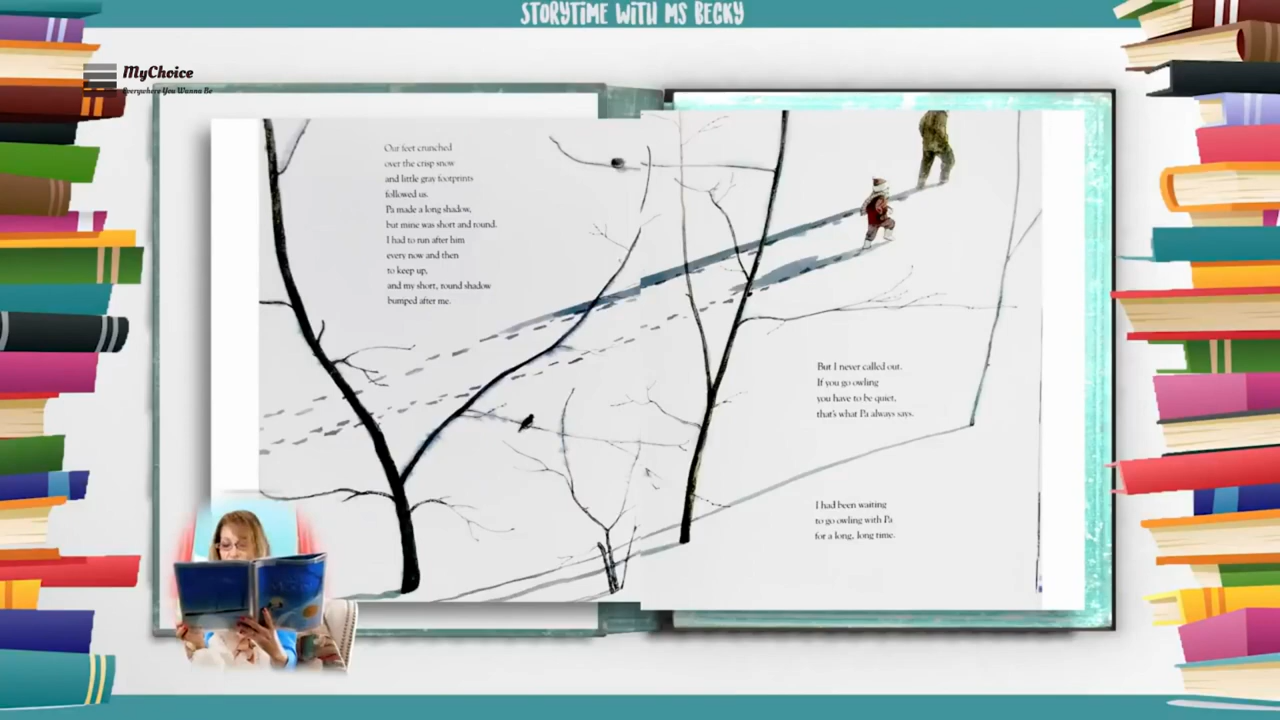 STORYTIME WITH MS BECKY
MyChoice
Everywhere You Wanna Be
Our feet crunched
over the crisp snow
and little gray footprints
followed us.
Pa made a long shadow,
but mine was short and round.
I had to run after him
every now and then
to keep up,
and my short, round shadow
bumped after me.
But I never called out.
If you go owling
you have to be quiet,
that's what Pa always says.
I had been waiting
to go owling with Pa
for a long, long time.